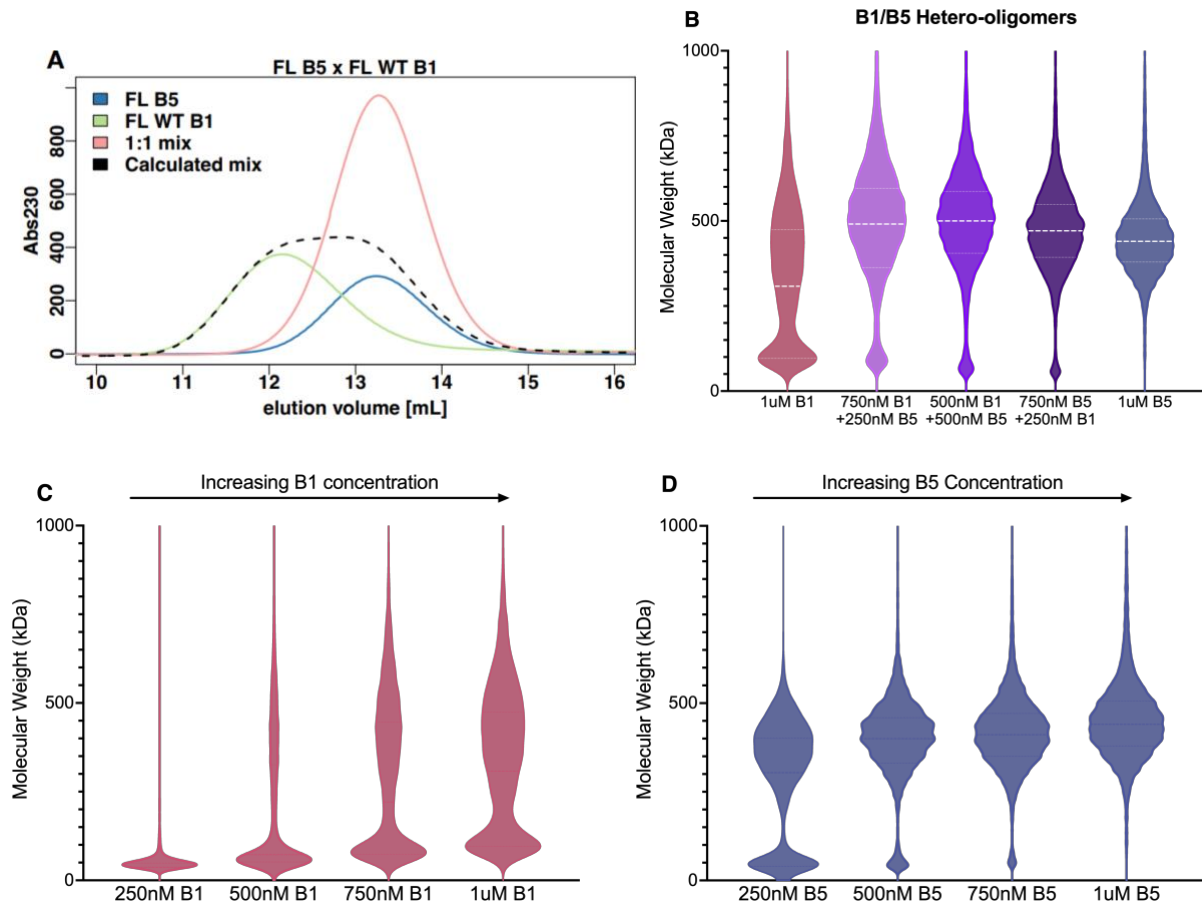 A
FL B5 x FL WT B1
FL B5
FL WT B1
1:1 mix
Calculated mix
Abs230
800
600
400
200
0
10 11 12 13 14 15 16
elution volume [mL]
B
B1/B5 Hetero-oligomers
Molecular Weight (kDa)
1000
500
0
1uM B1 750nM B1 500nM B1 750nM B5 1uM B5
+250nM B5 +500nM B5 +250nM B1
C
Increasing B1 concentration
Molecular Weight (kDa)
1000
500
0
250nM B1 500nM B1 750nM B1 1uM B1
D
Increasing B5 Concentration
Molecular Weight (kDa)
1000
500
0
250nM B5 500nM B5 750nM B5 1uM B5